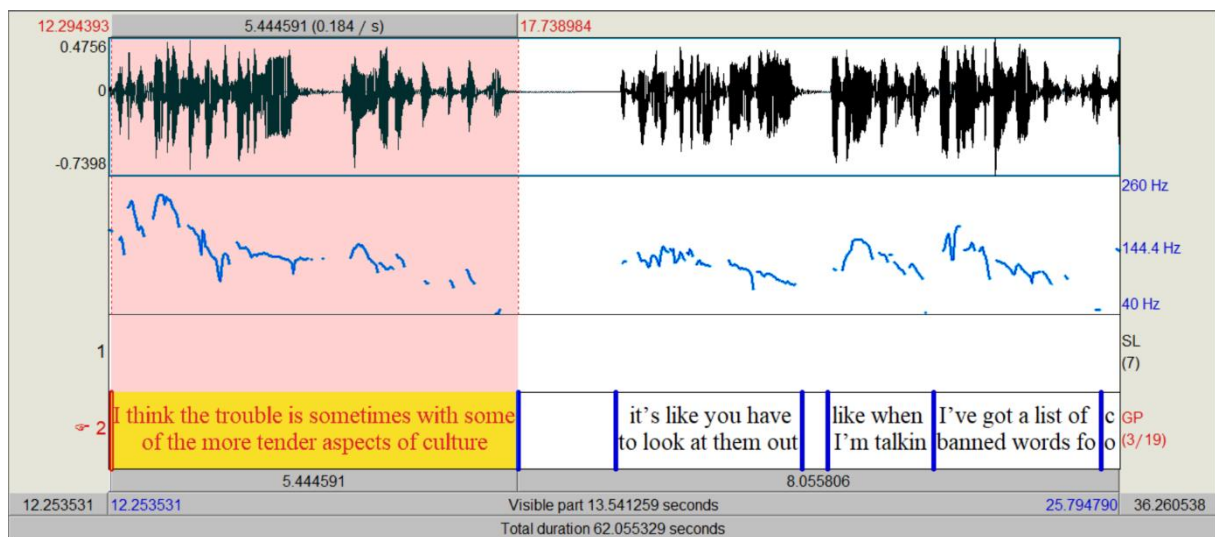 12.294393 5.444591 (0.184 / s) 17.738984
0.4756
0
-0.7398
260 Hz
144.4 Hz
40 Hz
1
SL
(7)
☞ 2
I think the trouble is sometimes with some
of the more tender aspects of culture
it's like you have
to look at them out
like when
I'm talkin
I've got a list of
banned words fo
c
o
GP
(3/19)
5.444591 8.055806
12.253531 12.253531 Visible part 13.541259 seconds 25.794790 36.260538
Total duration 62.055329 seconds